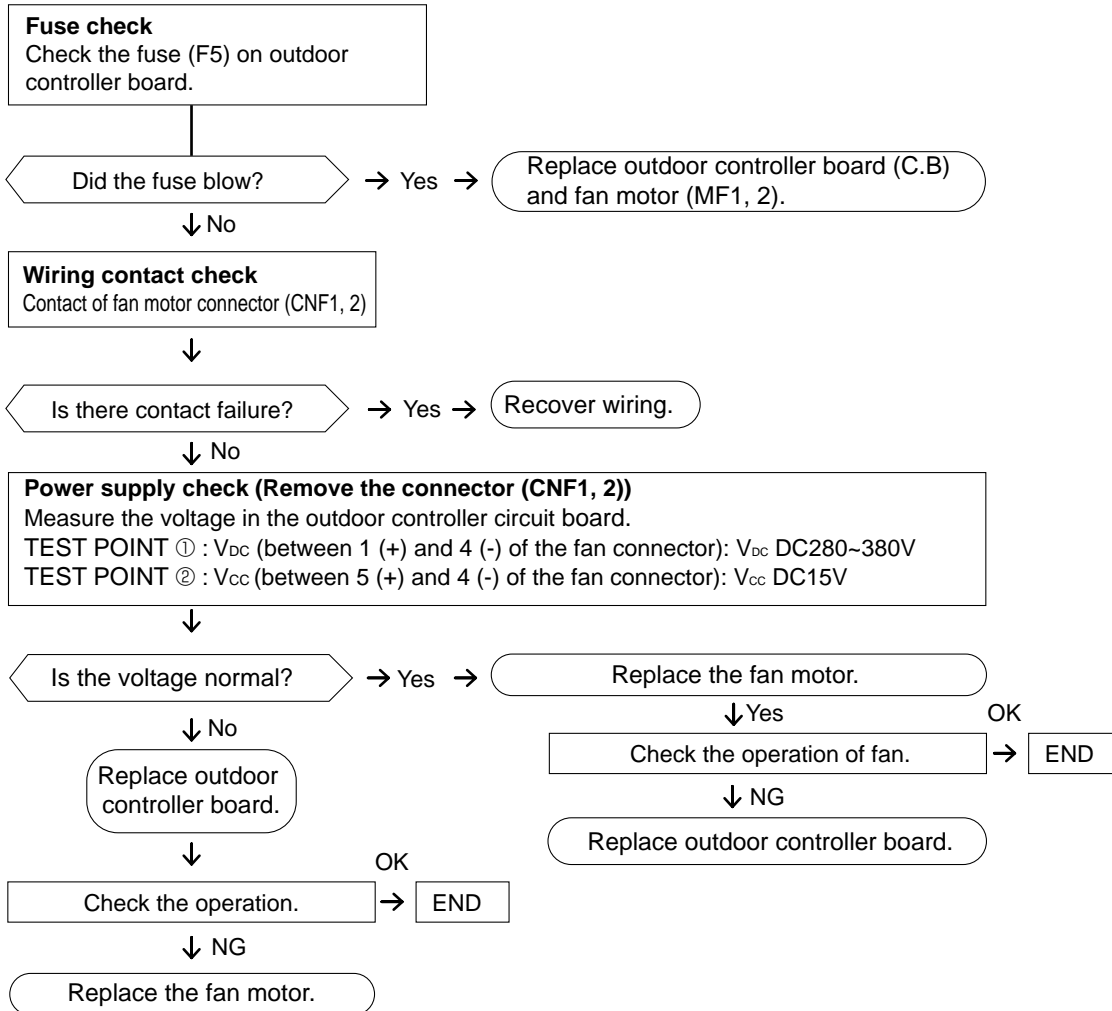 Fuse check
Check the fuse (F5) on outdoor
controller board.
Did the fuse blow?
Yes
Replace outdoor controller board (C.B)
and fan motor (MF1, 2).
No
Wiring contact check
Contact of fan motor connector (CNF1, 2)
Is there contact failure?
Yes
Recover wiring.
No
Power supply check (Remove the connector (CNF1, 2))
Measure the voltage in the outdoor controller circuit board.
TEST POINT ① : VDC (between 1 (+) and 4 (-) of the fan connector): VDC DC280~380V
TEST POINT ② : VCC (between 5 (+) and 4 (-) of the fan connector): Vcc DC15V
Is the voltage normal?
Yes
Replace the fan motor.
Yes
OK
Check the operation of fan.
END
NG
Replace outdoor controller board.
No
Replace outdoor
controller board.
OK
Check the operation.
END
NG
Replace the fan motor.